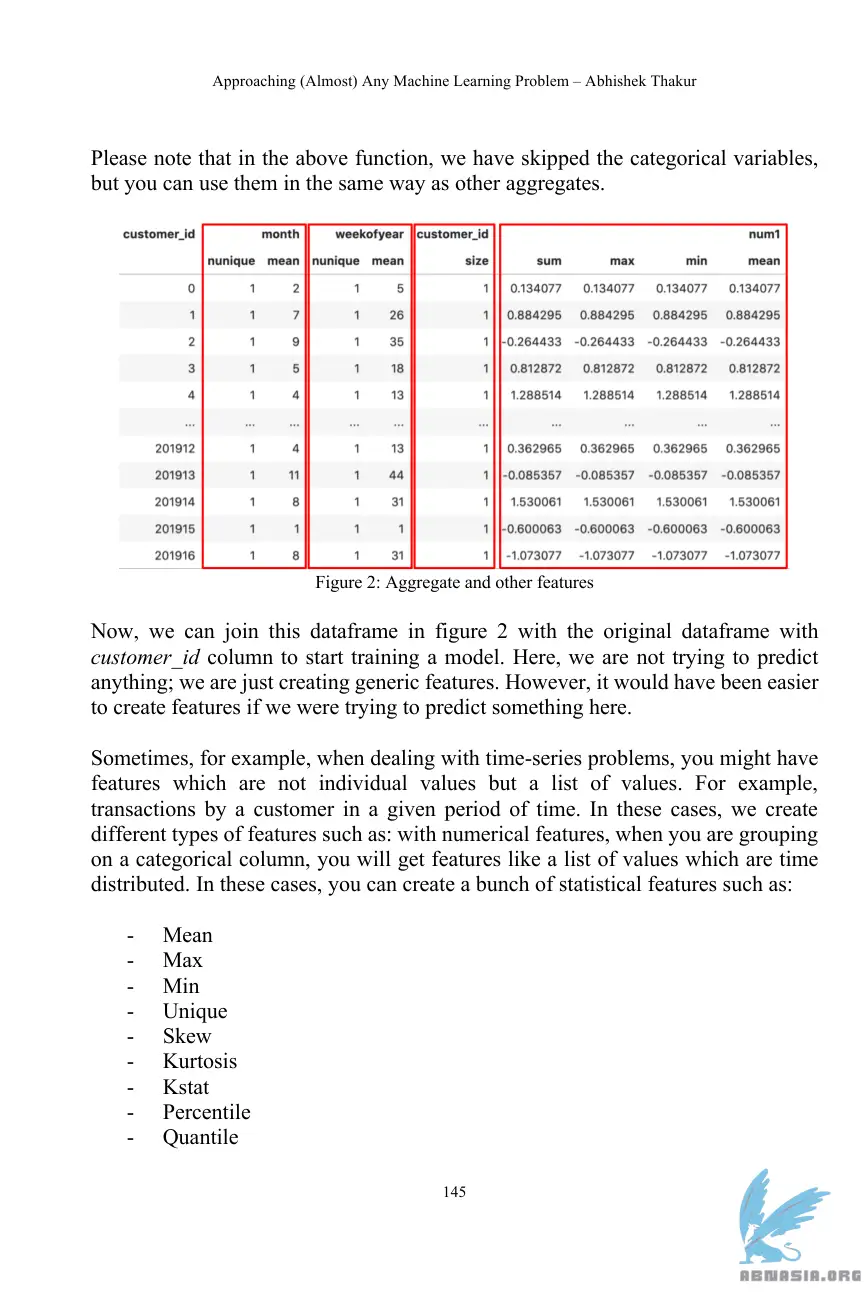 Approaching (Almost) Any Machine Learning Problem – Abhishek Thakur
Please note that in the above function, we have skipped the categorical variables,
but you can use them in the same way as other aggregates.
customer_id month weekofyear customer_id num1
nunique mean nunique mean size sum max min mean
0 1 2 1 5 1 0.134077 0.134077 0.134077 0.134077
1 1 7 1 26 1 0.884295 0.884295 0.884295 0.884295
2 1 9 1 35 1 -0.264433 -0.264433 -0.264433 -0.264433
3 1 5 1 18 1 0.812872 0.812872 0.812872 0.812872
4 1 4 1 13 1 1.288514 1.288514 1.288514 1.288514
... ... ... ... ... ... ... ... ... ...
201912 1 4 1 13 1 0.362965 0.362965 0.362965 0.362965
201913 1 11 1 44 1 -0.085357 -0.085357 -0.085357 -0.085357
201914 1 8 1 31 1 1.530061 1.530061 1.530061 1.530061
201915 1 1 1 1 1 -0.600063 -0.600063 -0.600063 -0.600063
201916 1 8 1 31 1 -1.073077 -1.073077 -1.073077 -1.073077
Figure 2: Aggregate and other features
Now, we can join this dataframe in figure 2 with the original dataframe with
customer_id column to start training a model. Here, we are not trying to predict
anything; we are just creating generic features. However, it would have been easier
to create features if we were trying to predict something here.
Sometimes, for example, when dealing with time-series problems, you might have
features which are not individual values but a list of values. For example,
transactions by a customer in a given period of time. In these cases, we create
different types of features such as: with numerical features, when you are grouping
on a categorical column, you will get features like a list of values which are time
distributed. In these cases, you can create a bunch of statistical features such as:
- Mean
- Max
- Min
- Unique
- Skew
- Kurtosis
- Kstat
- Percentile
- Quantile
145
ABNASIA.ORG